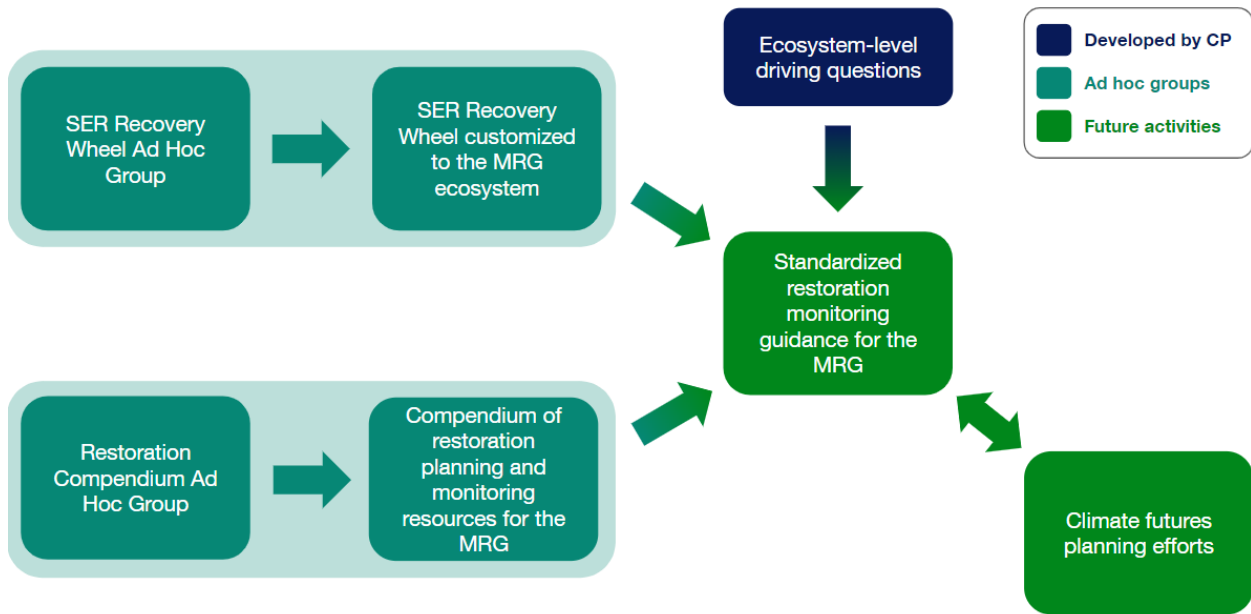 SER Recovery
Wheel Ad Hoc
Group
SER Recovery
Wheel customized
to the MRG
ecosystem
Ecosystem-level
driving questions
Developed by CP
Ad hoc groups
Future activities
Standardized
restoration
monitoring
guidance for the
MRG
Restoration
Compendium Ad
Hoc Group
Compendium of
restoration
planning and
monitoring
resources for the
MRG
Climate futures
planning efforts